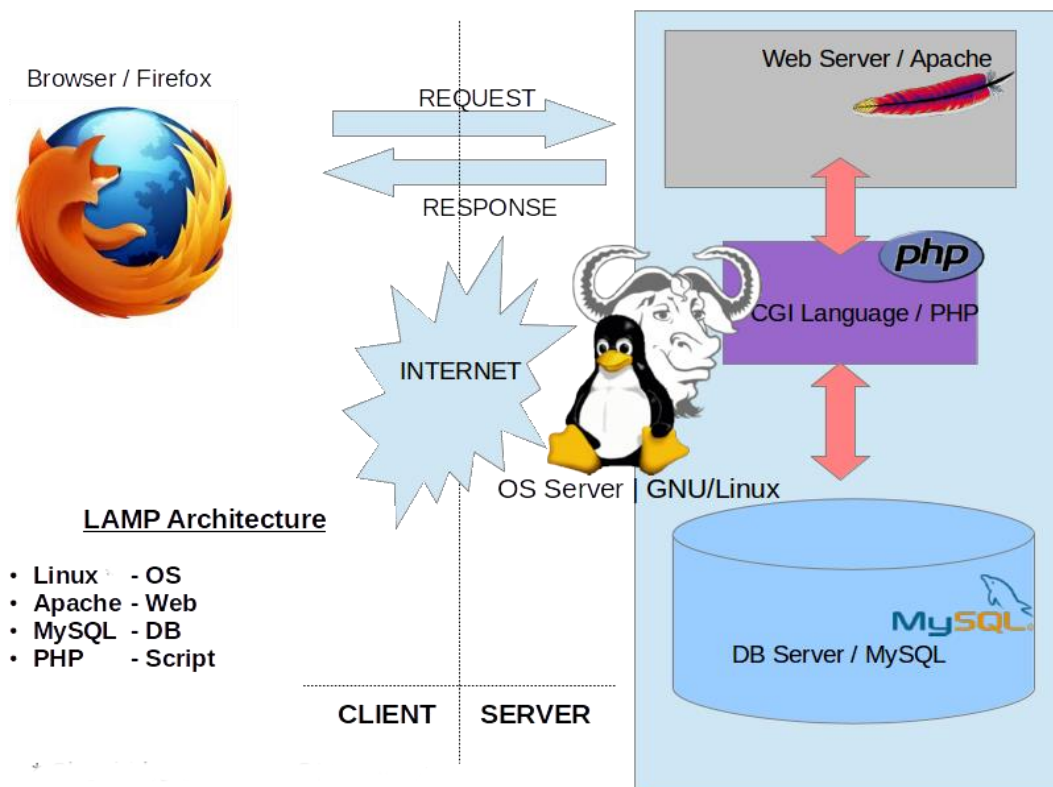 Browser / Firefox
REQUEST
RESPONSE
INTERNET
Web Server / Apache
php
CGI Language / PHP
OS Server | GNU/Linux
MySQL
DB Server / MySQL
LAMP Architecture
• Linux - OS
• Apache - Web
• MySQL - DB
• PHP - Script
CLIENT
SERVER